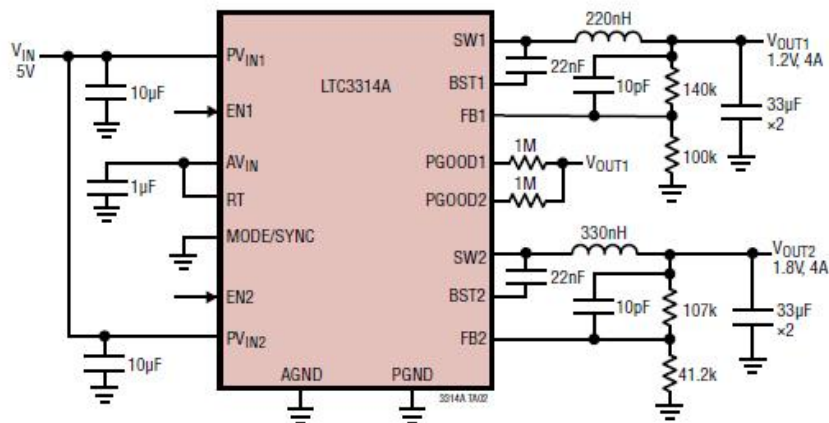 V_IN
5V
10µF
1µF
10µF
LTC3314A
PV_IN1
EN1
AV_IN
RT
MODE/SYNC
EN2
PV_IN2
AGND
PGND
SW1
BST1
FB1
PGOOD1
PGOOD2
SW2
BST2
FB2
220nH
22nF
10pF
140k
100k
V_OUT1
1.2V, 4A
33µF
×2
1M
1M
V_OUT1
330nH
22nF
10pF
107k
41.2k
V_OUT2
1.8V, 4A
33µF
×2
3314A TA02